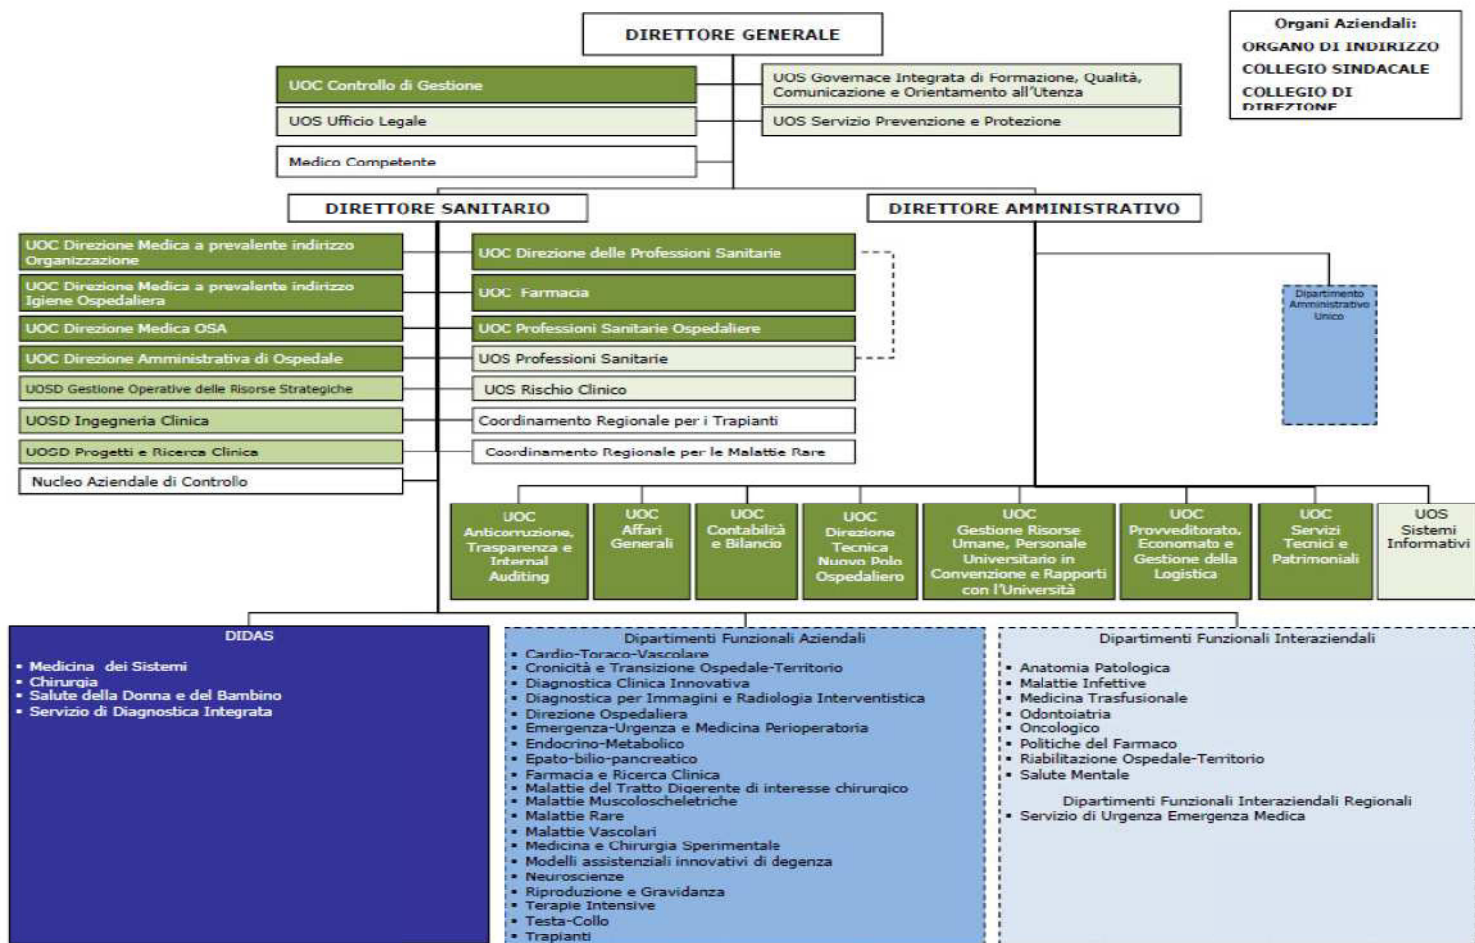 DIRETTORE GENERALE
Organi Aziendali:
ORGANO DI INDIRIZZO
COLLEGIO SINDACALE
COLLEGIO DI
DIREZIONE
UOC Controllo di Gestione
UOS Governace Integrata di Formazione, Qualità,
Comunicazione e Orientamento all'Utenza
UOS Ufficio Legale
UOS Servizio Prevenzione e Protezione
Medico Competente
DIRETTORE SANITARIO
DIRETTORE AMMINISTRATIVO
UOC Direzione Medica a prevalente indirizzo
Organizzazione
UOC Direzione delle Professioni Sanitarie
UOC Direzione Medica a prevalente indirizzo
Igiene Ospedaliera
UOC Farmacia
Dipartimento
Amministrativo
Unico
UOC Direzione Medica OSA
UOC Professioni Sanitarie Ospedaliere
UOC Direzione Amministrativa di Ospedale
UOS Professioni Sanitarie
UOSD Gestione Operative delle Risorse Strategiche
UOS Rischio Clinico
UOSD Ingegneria Clinica
Coordinamento Regionale per i Trapianti
UOSD Progetti e Ricerca Clinica
Coordinamento Regionale per le Malattie Rare
Nucleo Aziendale di Controllo
UOC
Anticorruzione,
Trasparenza e
Internal
Auditing
UOC
Affari
Generali
UOC
Contabilità
e Bilancio
UOC
Direzione
Tecnica
Nuovo Polo
Ospedaliero
UOC
Gestione Risorse
Umane, Personale
Universitario in
Convenzione e Rapporti
con l'Università
UOC
Provveditorato,
Economato e
Gestione della
Logistica
UOC
Servizi
Tecnici e
Patrimoniali
UOS
Sistemi
Informativi
DIDAS
▪ Medicina dei Sistemi
▪ Chirurgia
▪ Salute della Donna e del Bambino
▪ Servizio di Diagnostica Integrata
Dipartimenti Funzionali Aziendali
▪ Cardio-Toraco-Vascolare
▪ Cronicità e Transizione Ospedale-Territorio
▪ Diagnostica Clinica Innovativa
▪ Diagnostica per Immagini e Radiologia Interventistica
▪ Direzione Ospedaliera
▪ Emergenza-Urgenza e Medicina Perioperatoria
▪ Endocrino-Metabolico
▪ Epato-bilio-pancreatico
▪ Farmacia e Ricerca Clinica
▪ Malattie del Tratto Digerente di interesse chirurgico
▪ Malattie Muscoloscheletriche
▪ Malattie Rare
▪ Malattie Vascolari
▪ Medicina e Chirurgia Sperimentale
▪ Modelli assistenziali innovativi di degenza
▪ Neuroscienze
▪ Riproduzione e Gravidanza
▪ Terapie Intensive
▪ Testa-Collo
▪ Trapianti
Dipartimenti Funzionali Interaziendali
▪ Anatomia Patologica
▪ Malattie Infettive
▪ Medicina Trasfusionale
▪ Odontoiatria
▪ Oncologico
▪ Politiche del Farmaco
▪ Riabilitazione Ospedale-Territorio
▪ Salute Mentale
Dipartimenti Funzionali Interaziendali Regionali
▪ Servizio di Urgenza Emergenza Medica